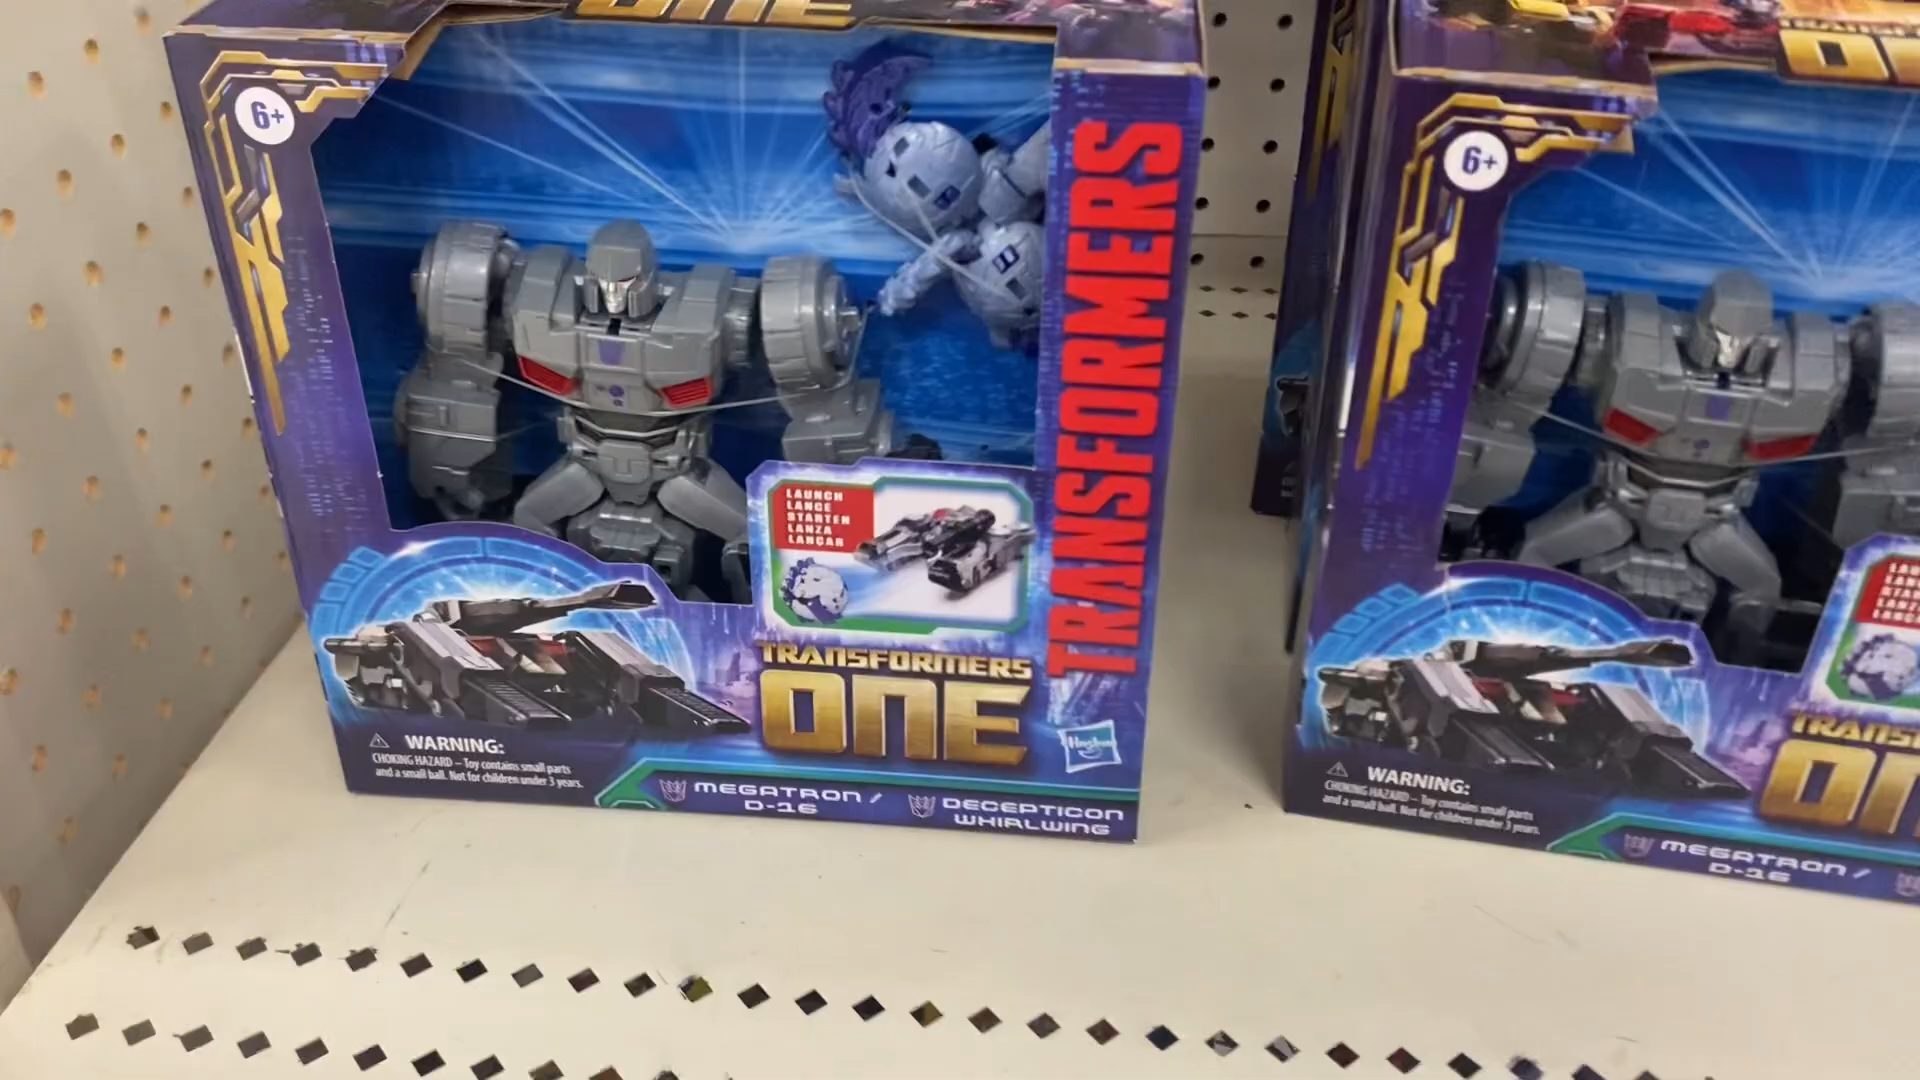 ONE
6+
TRANSFORMERS
LAUNCH
LANCE
STARTEN
LANZA
LANÇAR
TRANSFORMERS
ONE
Hasbro
WARNING:
CHOKING HAZARD – Toy contains small parts
and a small ball. Not for children under 3 years.
MEGATRON /
D-16
DECEPTICON
WHIRLWING
6+
WARNING:
CHOKING HAZARD – Toy contains small parts
and a small ball. Not for children under 3 years.
MEGATRON /
D-16